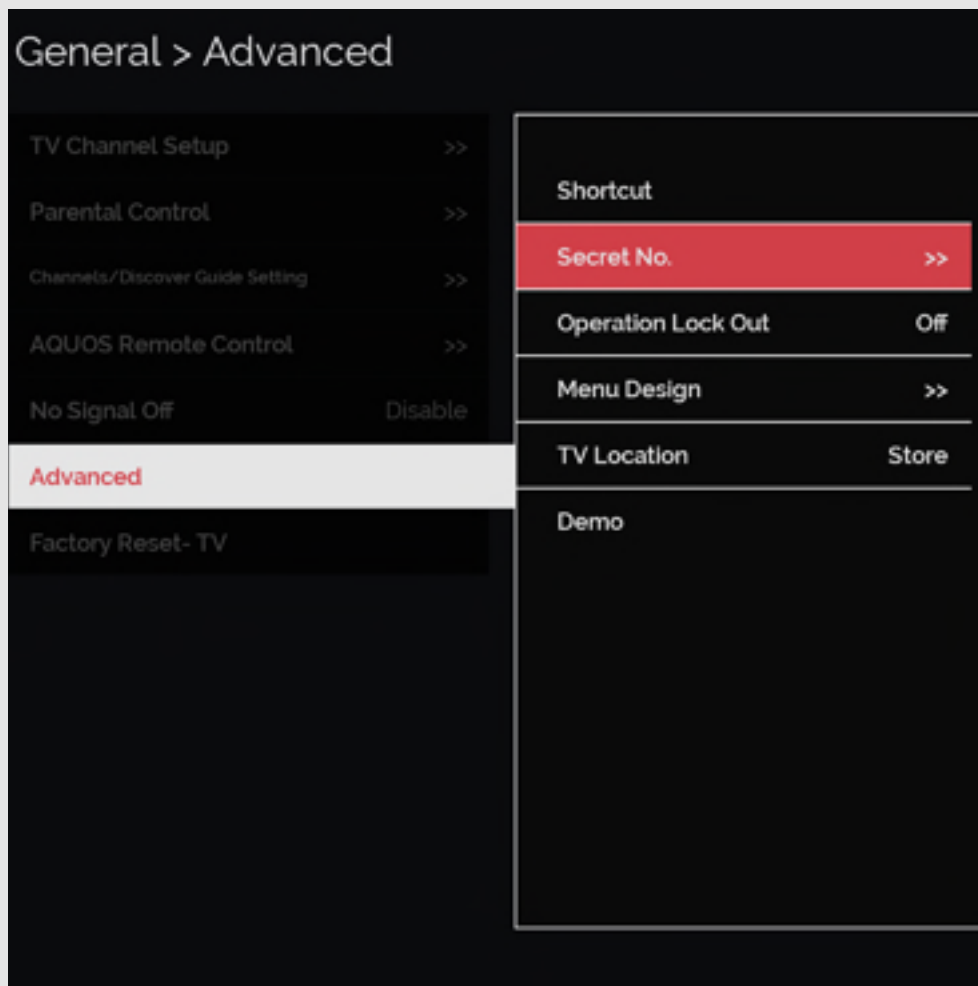 General > Advanced
TV Channel Setup >>
Parental Control >>
Channels/Discover Guide Setting >>
AQUOS Remote Control >>
No Signal Off Disable
Advanced
Factory Reset- TV
Shortcut
Secret No. >>
Operation Lock Out Off
Menu Design >>
TV Location Store
Demo